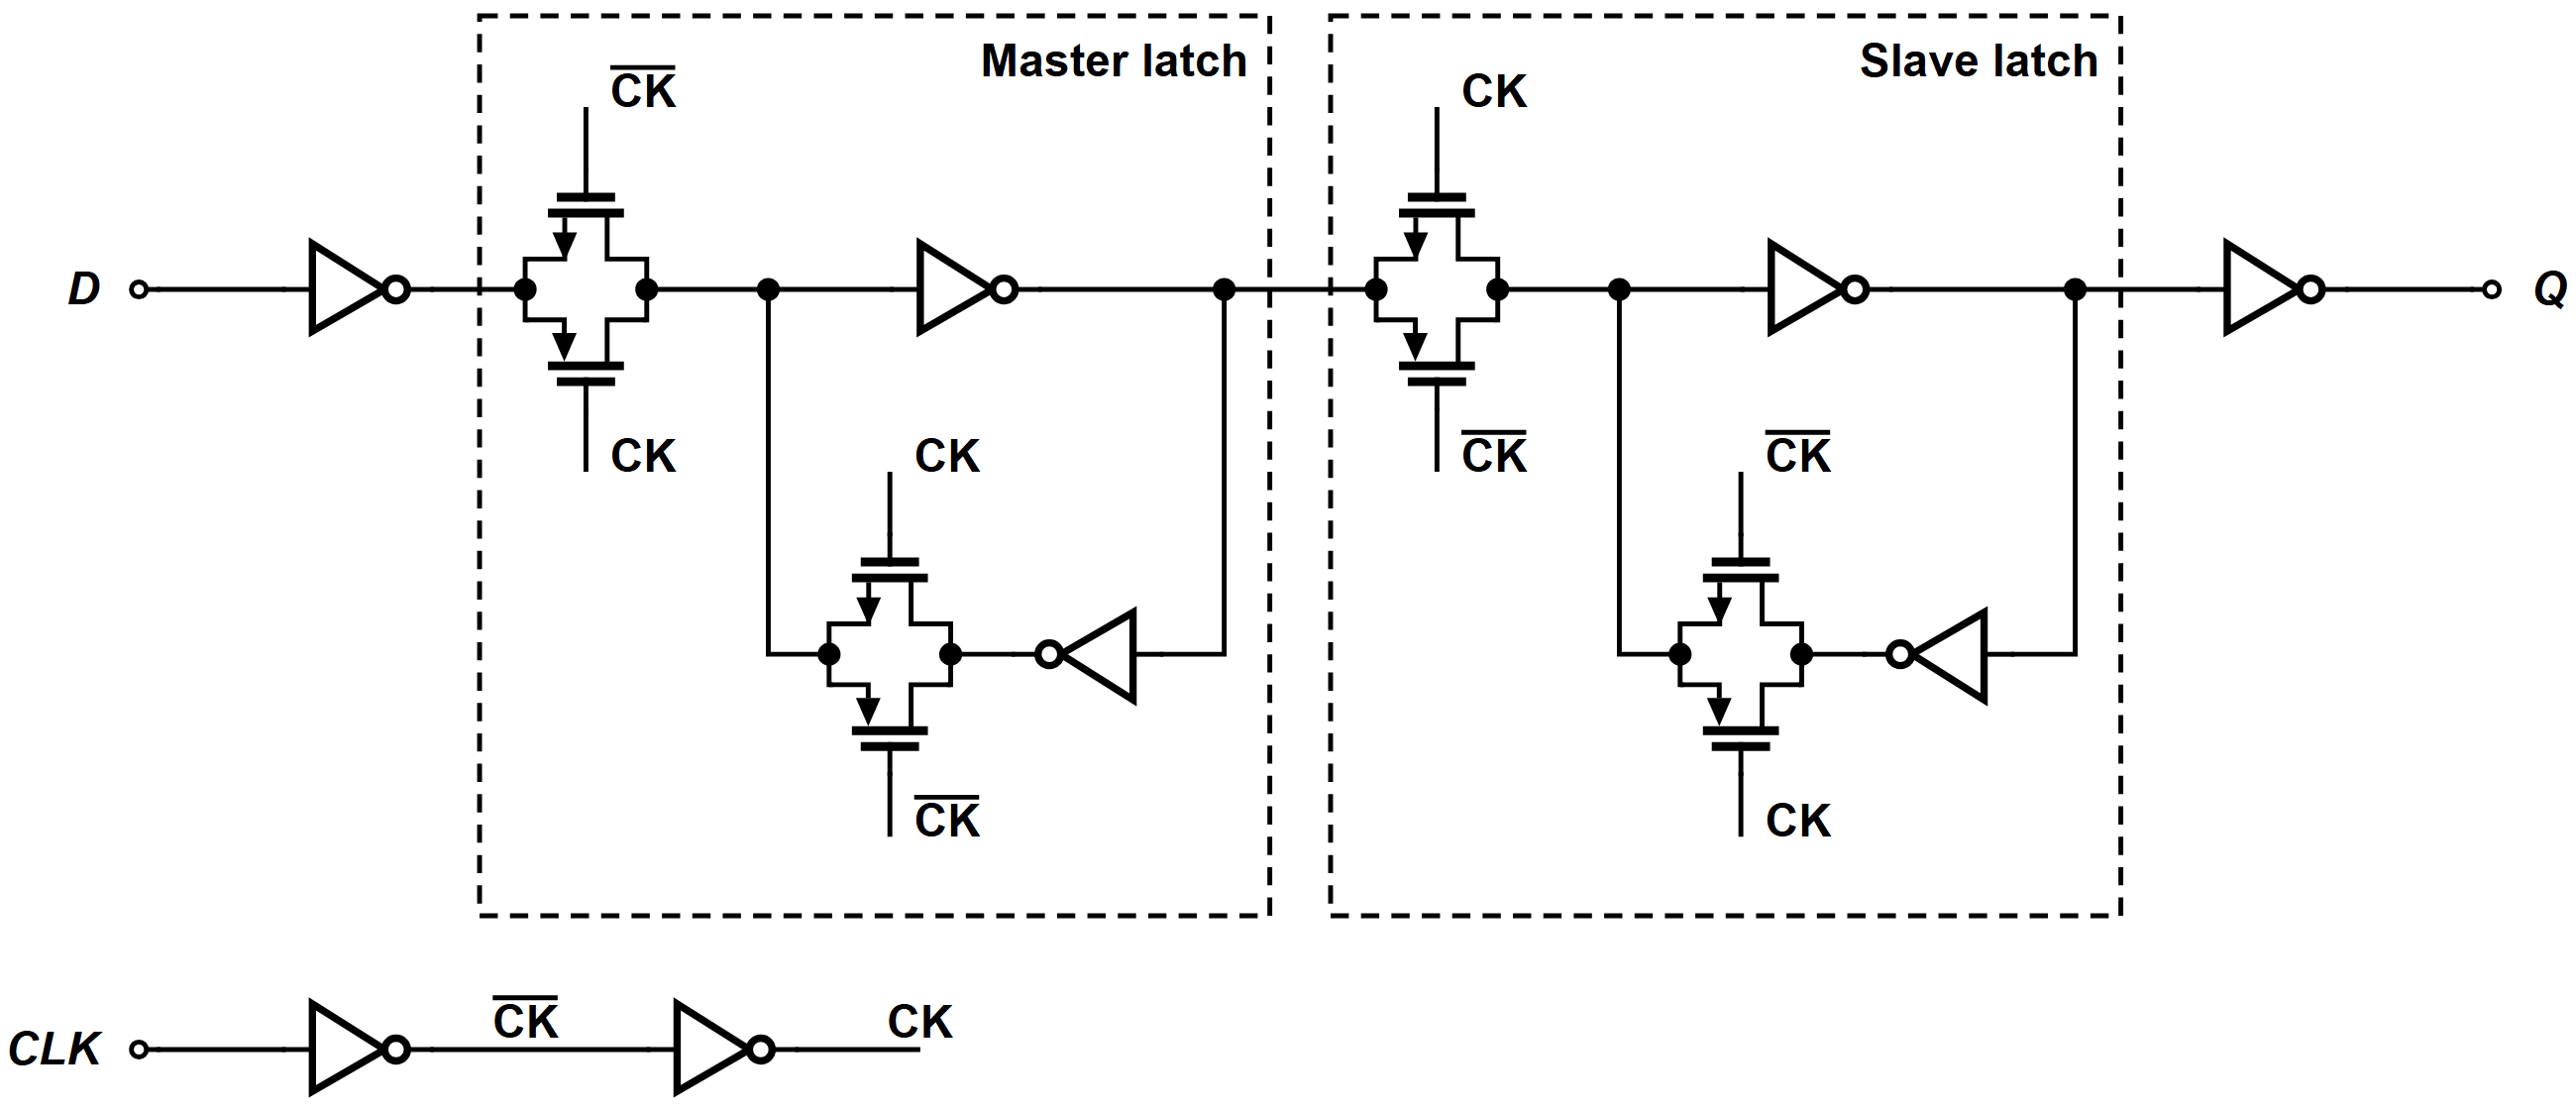 Master latch
Slave latch
C̅K̅
CK
D
Q
CK
CK
C̅K̅
C̅K̅
C̅K̅
CK
CLK
C̅K̅
CK